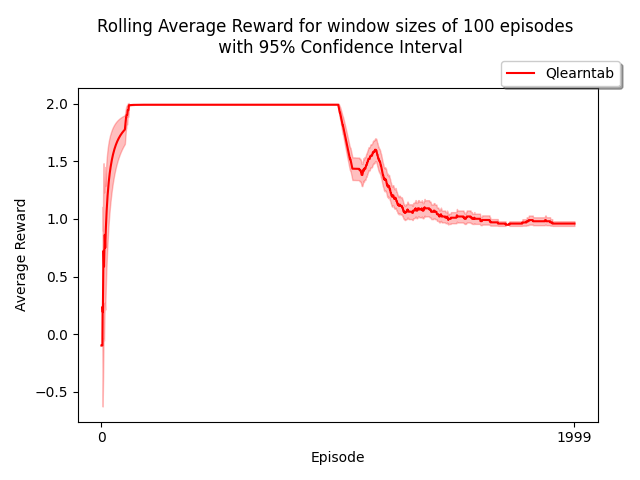 Rolling Average Reward for window sizes of 100 episodes
with 95% Confidence Interval
Qlearntab
2.0
1.5
1.0
0.5
0.0
−0.5
Average Reward
0
1999
Episode